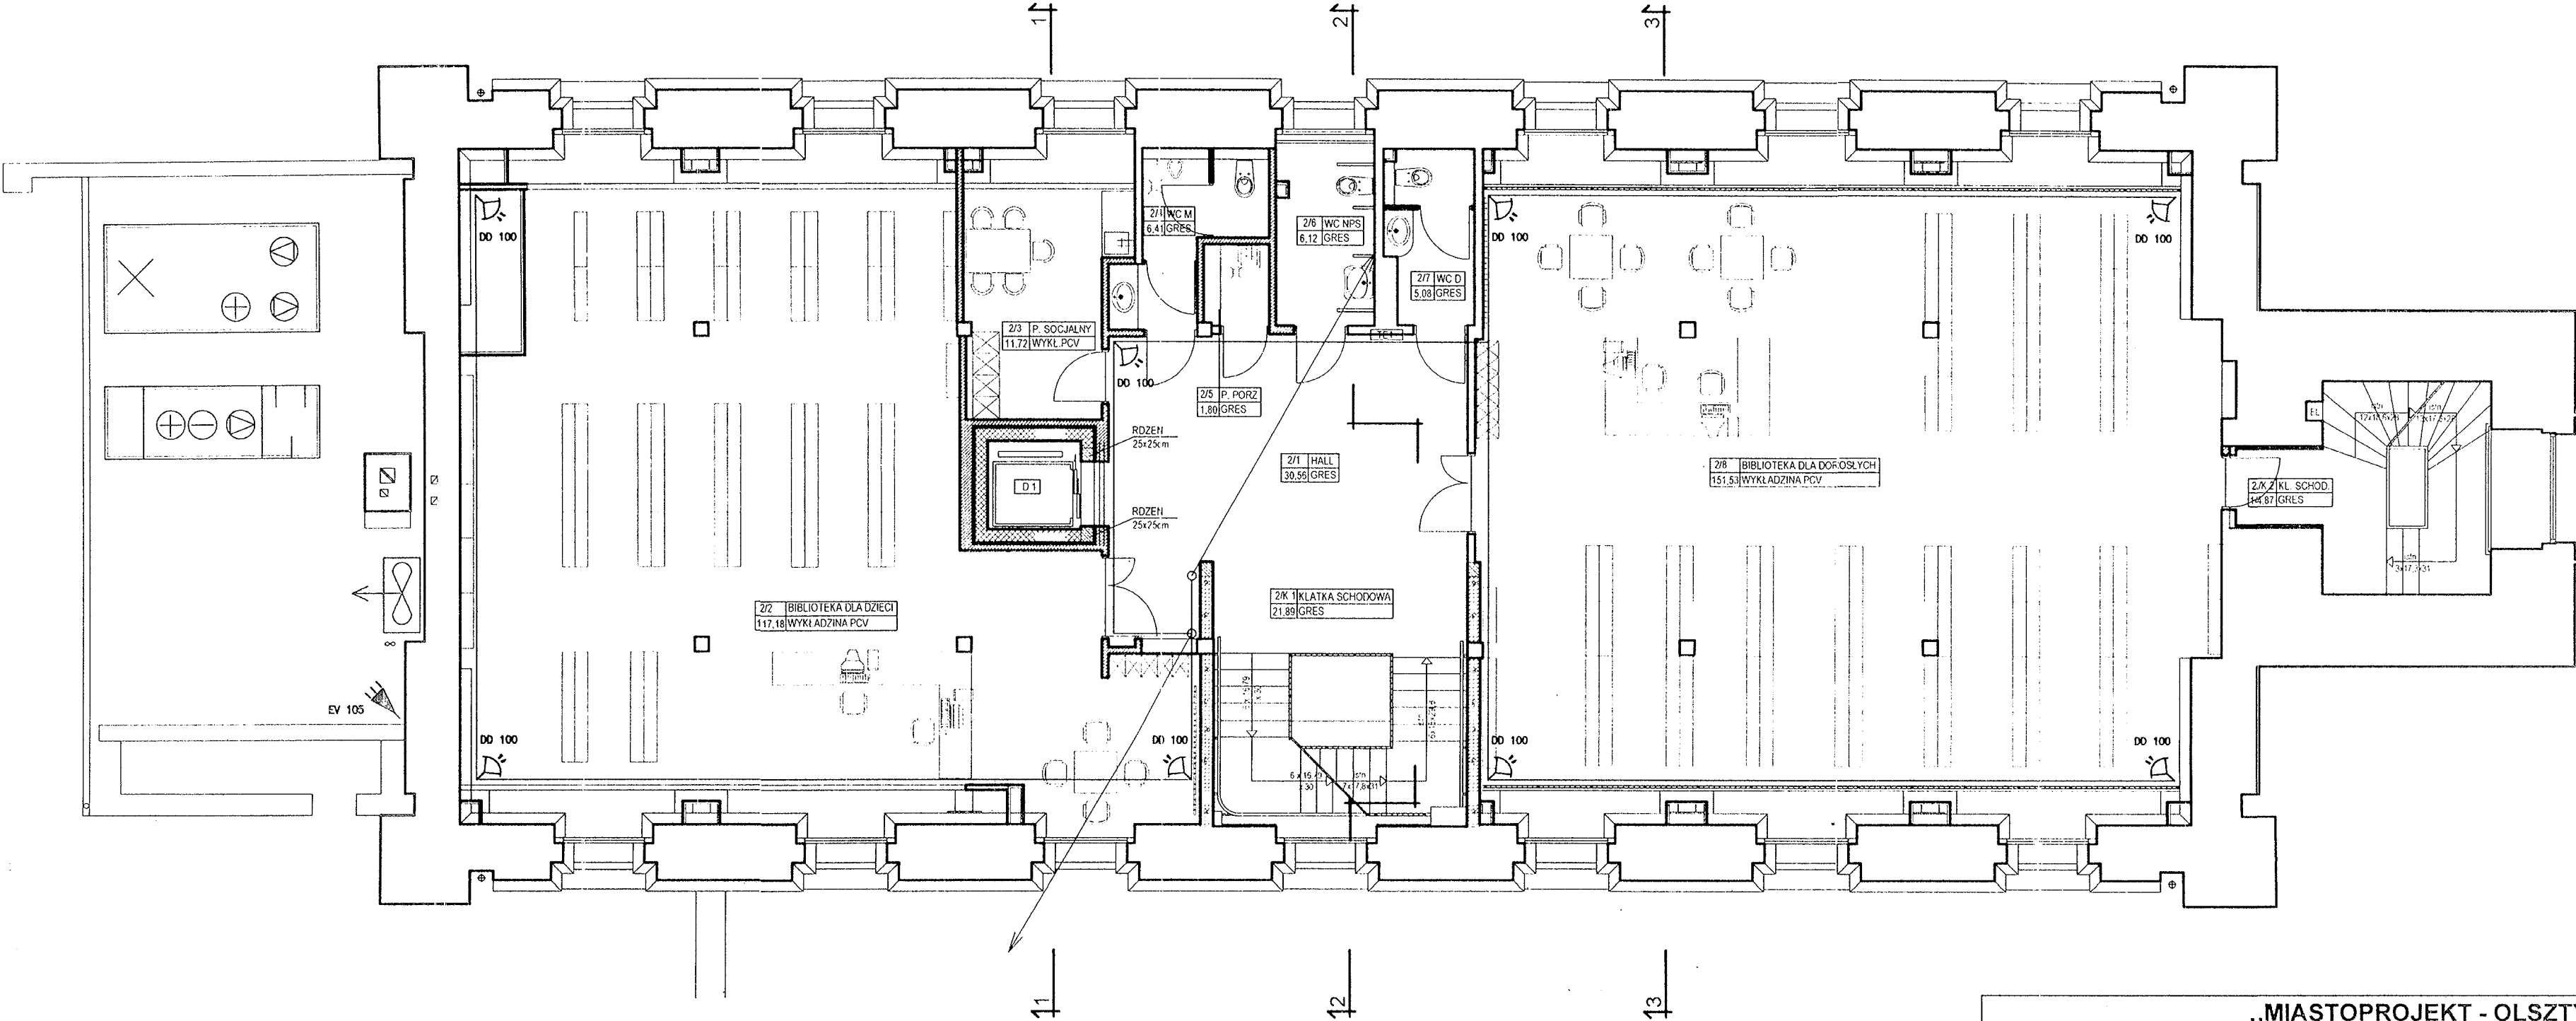 1 2 3
DD 100
DD 100
DD 100
2/4 WC M
6,41 GRES
2/6 WC NPS
6,12 GRES
2/7 WC D
5,08 GRES
2/3 P. SOCJALNY
11,72 WYKŁ.PCV
DD 100
2/5 P. PORZ
1,80 GRES
RDZEŃ
25x25cm
2/1 HALL
30,56 GRES
2/8 BIBLIOTEKA DLA DOROSŁYCH
151,53 WYKŁADZINA PCV
EL
D 1
2/K 2 KL. SCHOD.
14,87 GRES
RDZEŃ
25x25cm
2/2 BIBLIOTEKA DLA DZIECI
117,18 WYKŁADZINA PCV
2/K 1 KLATKA SCHODOWA
21,89 GRES
EV 105
DD 100
DD 100
DD 100
DD 100
11 12 13
„MIASTOPROJEKT - OLSZTY